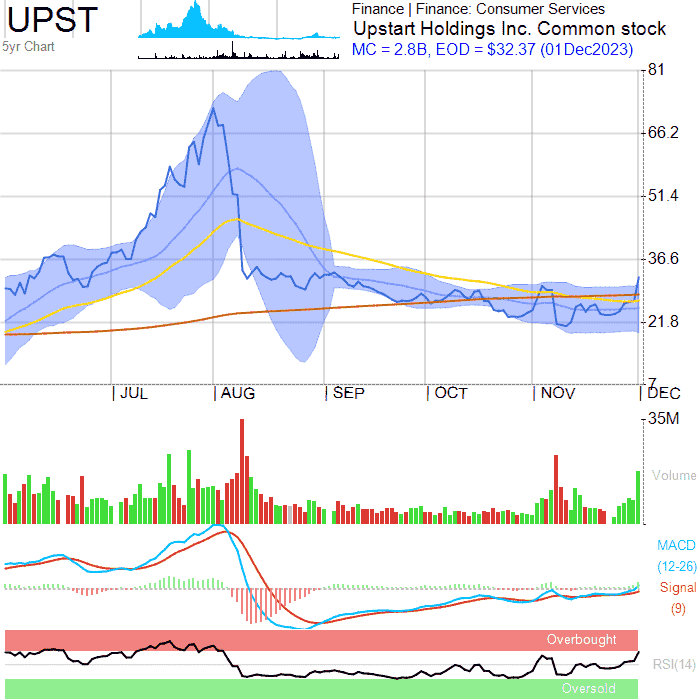 UPST
5yr Chart
Finance | Finance: Consumer Services
Upstart Holdings Inc. Common stock
MC = 2.8B, EOD = $32.37 (01Dec2023)
81
66.2
51.4
36.6
21.8
7
JUL AUG SEP OCT NOV DEC
35M
Volume
MACD
(12-26)
Signal
(9)
Overbought
RSI(14)
Oversold